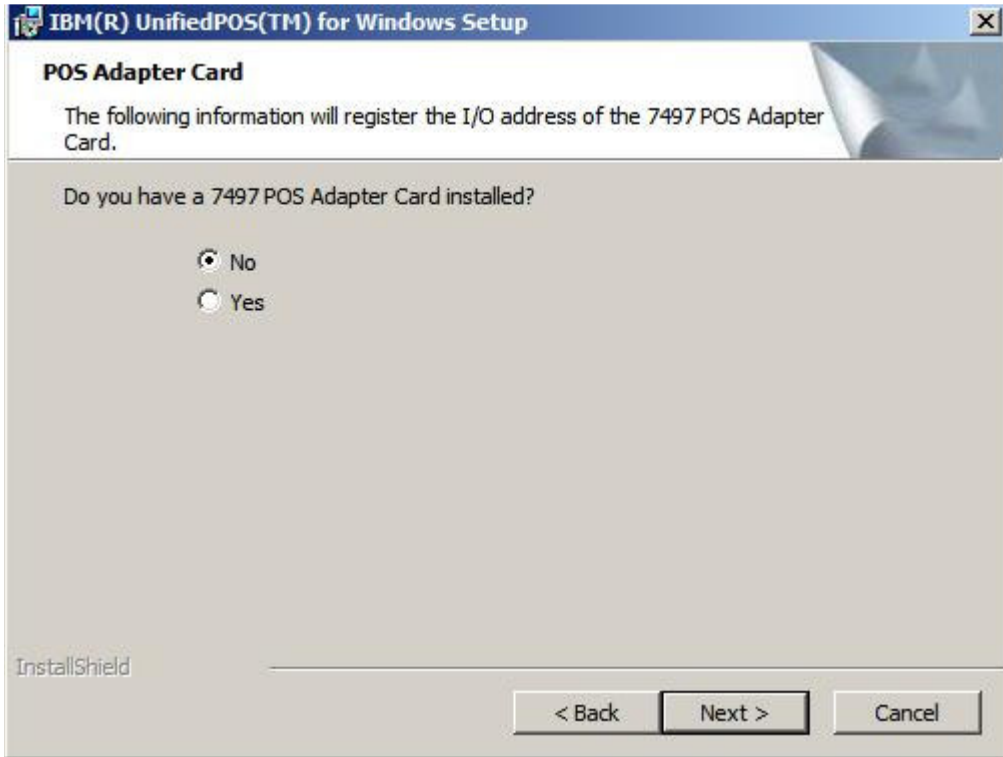 IBM(R) UnifiedPOS(TM) for Windows Setup
POS Adapter Card
The following information will register the I/O address of the 7497 POS Adapter
Card.
Do you have a 7497 POS Adapter Card installed?
No
Yes
InstallShield
< Back
Next >
Cancel